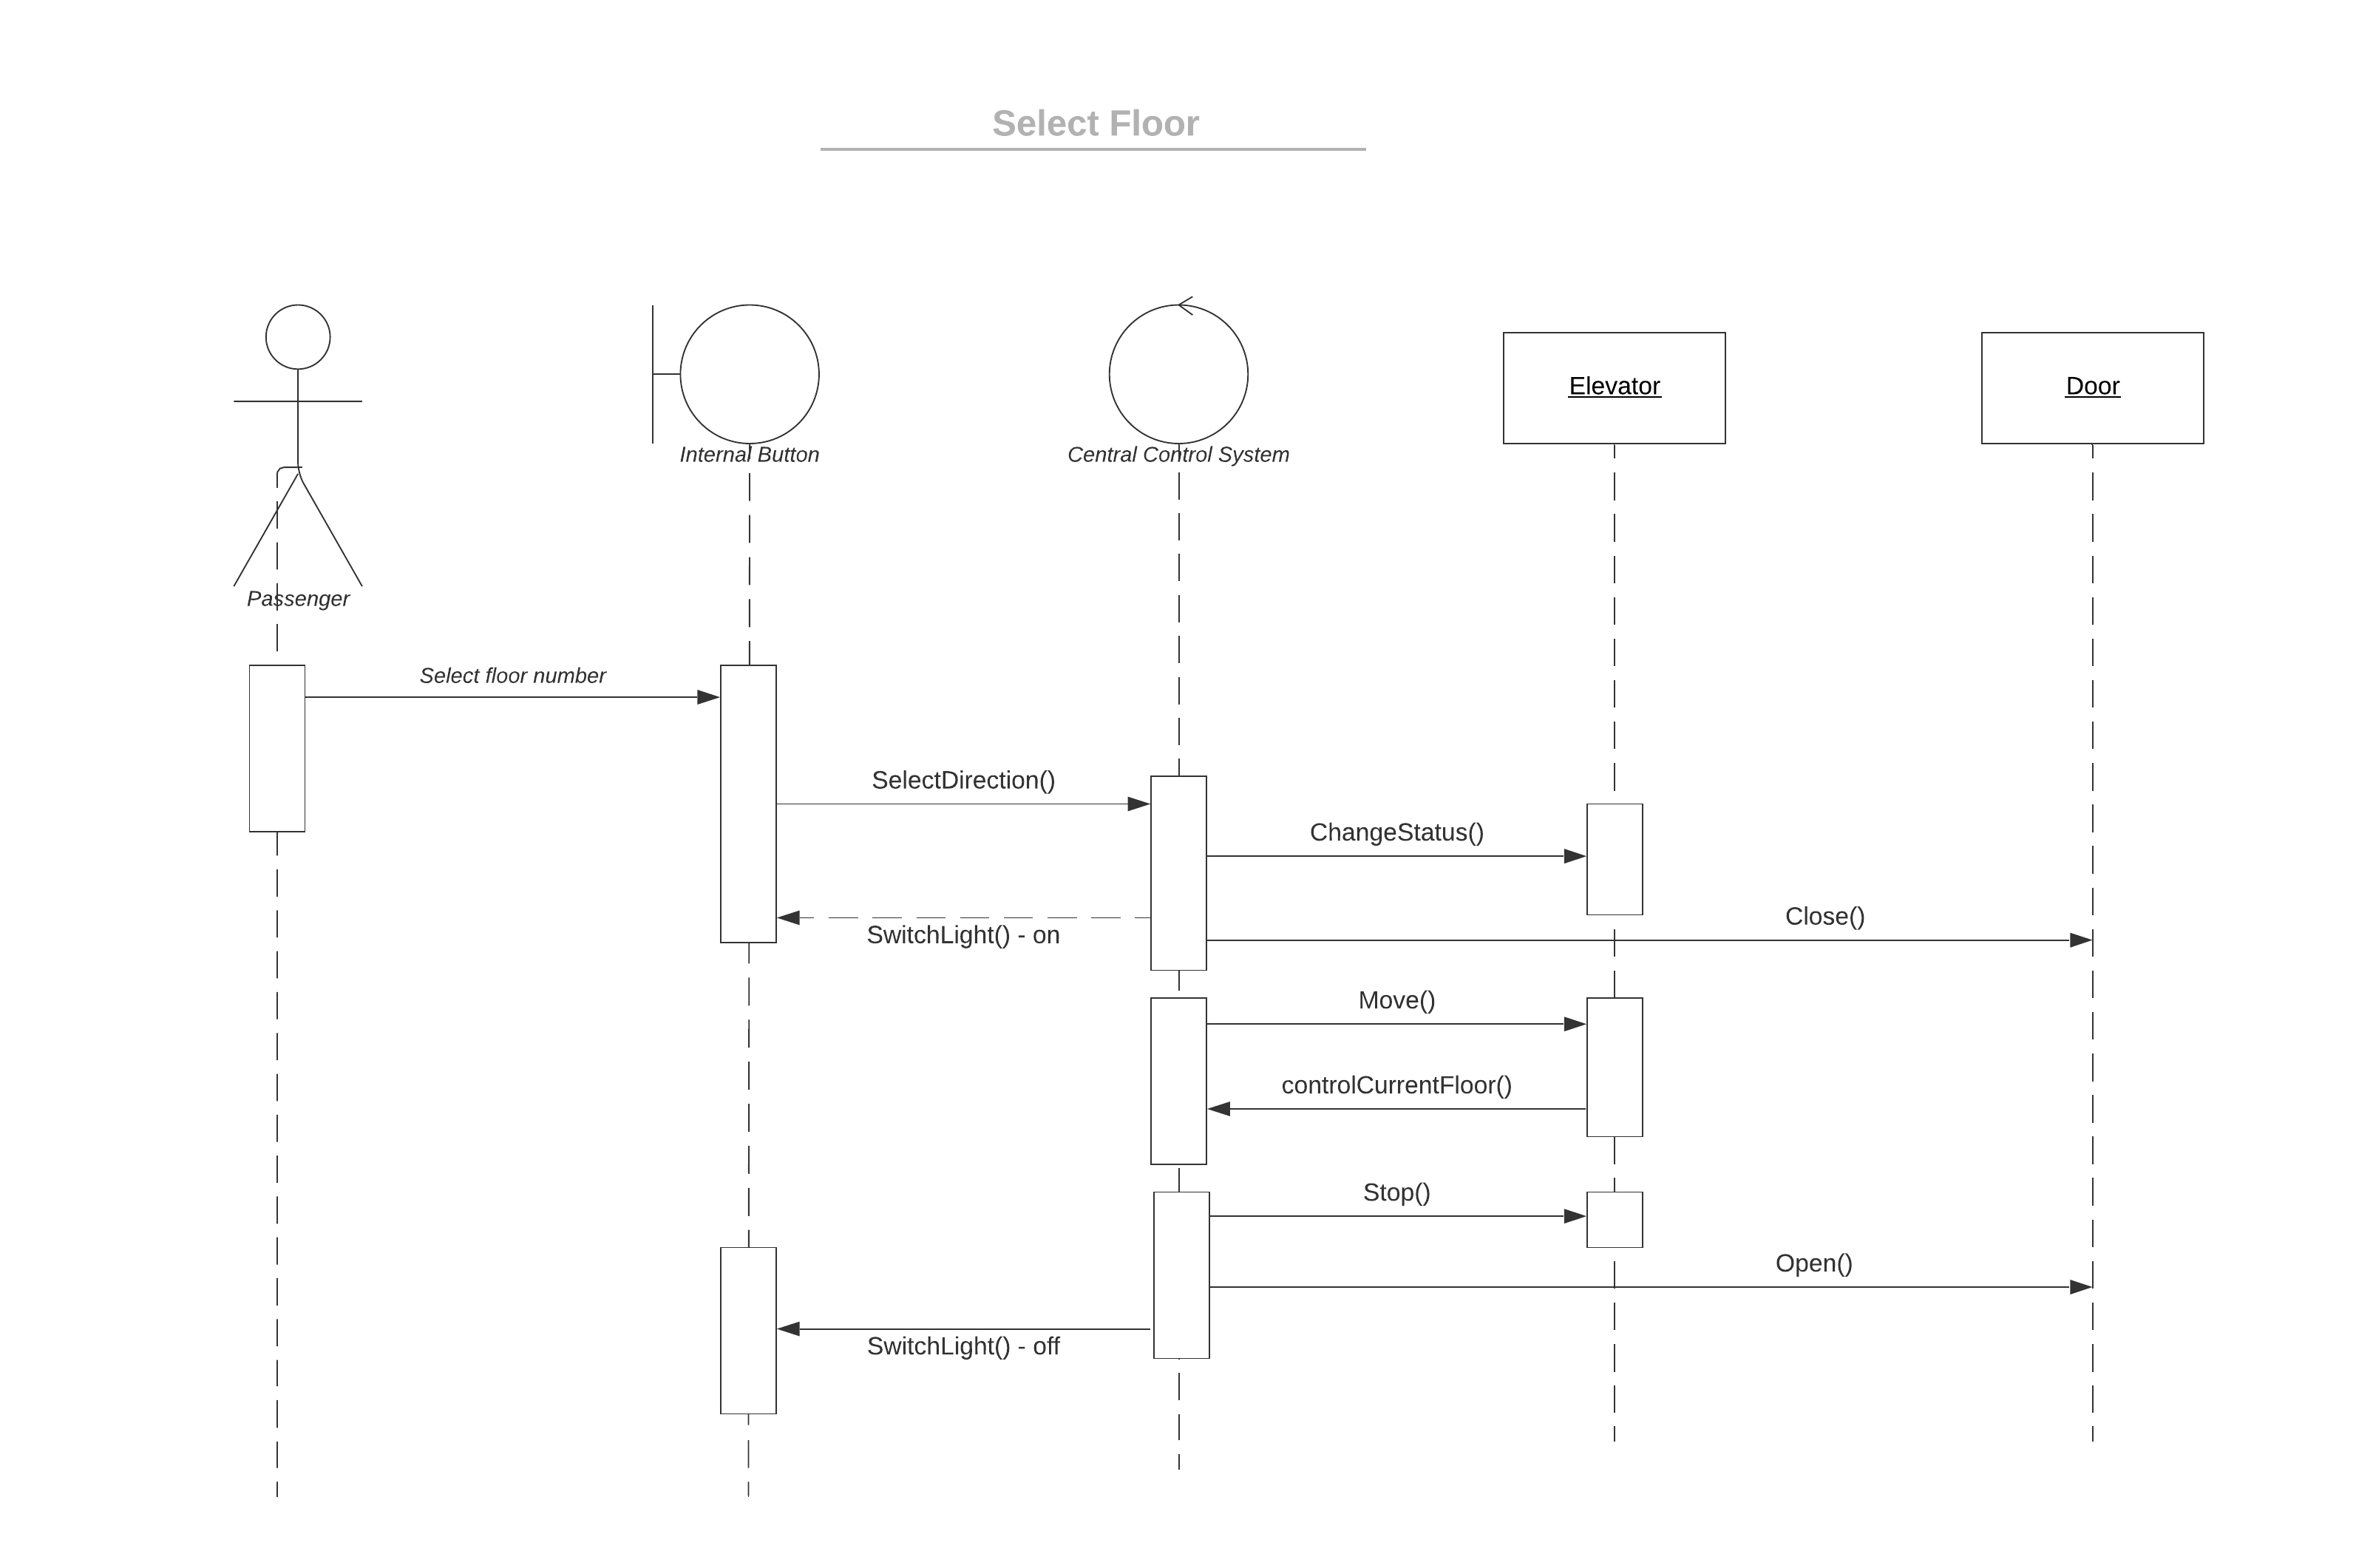 Select Floor
Elevator
Door
Internal Button
Central Control System
Passenger
Select floor number
SelectDirection()
ChangeStatus()
Close()
SwitchLight() - on
Move()
controlCurrentFloor()
Stop()
Open()
SwitchLight() - off